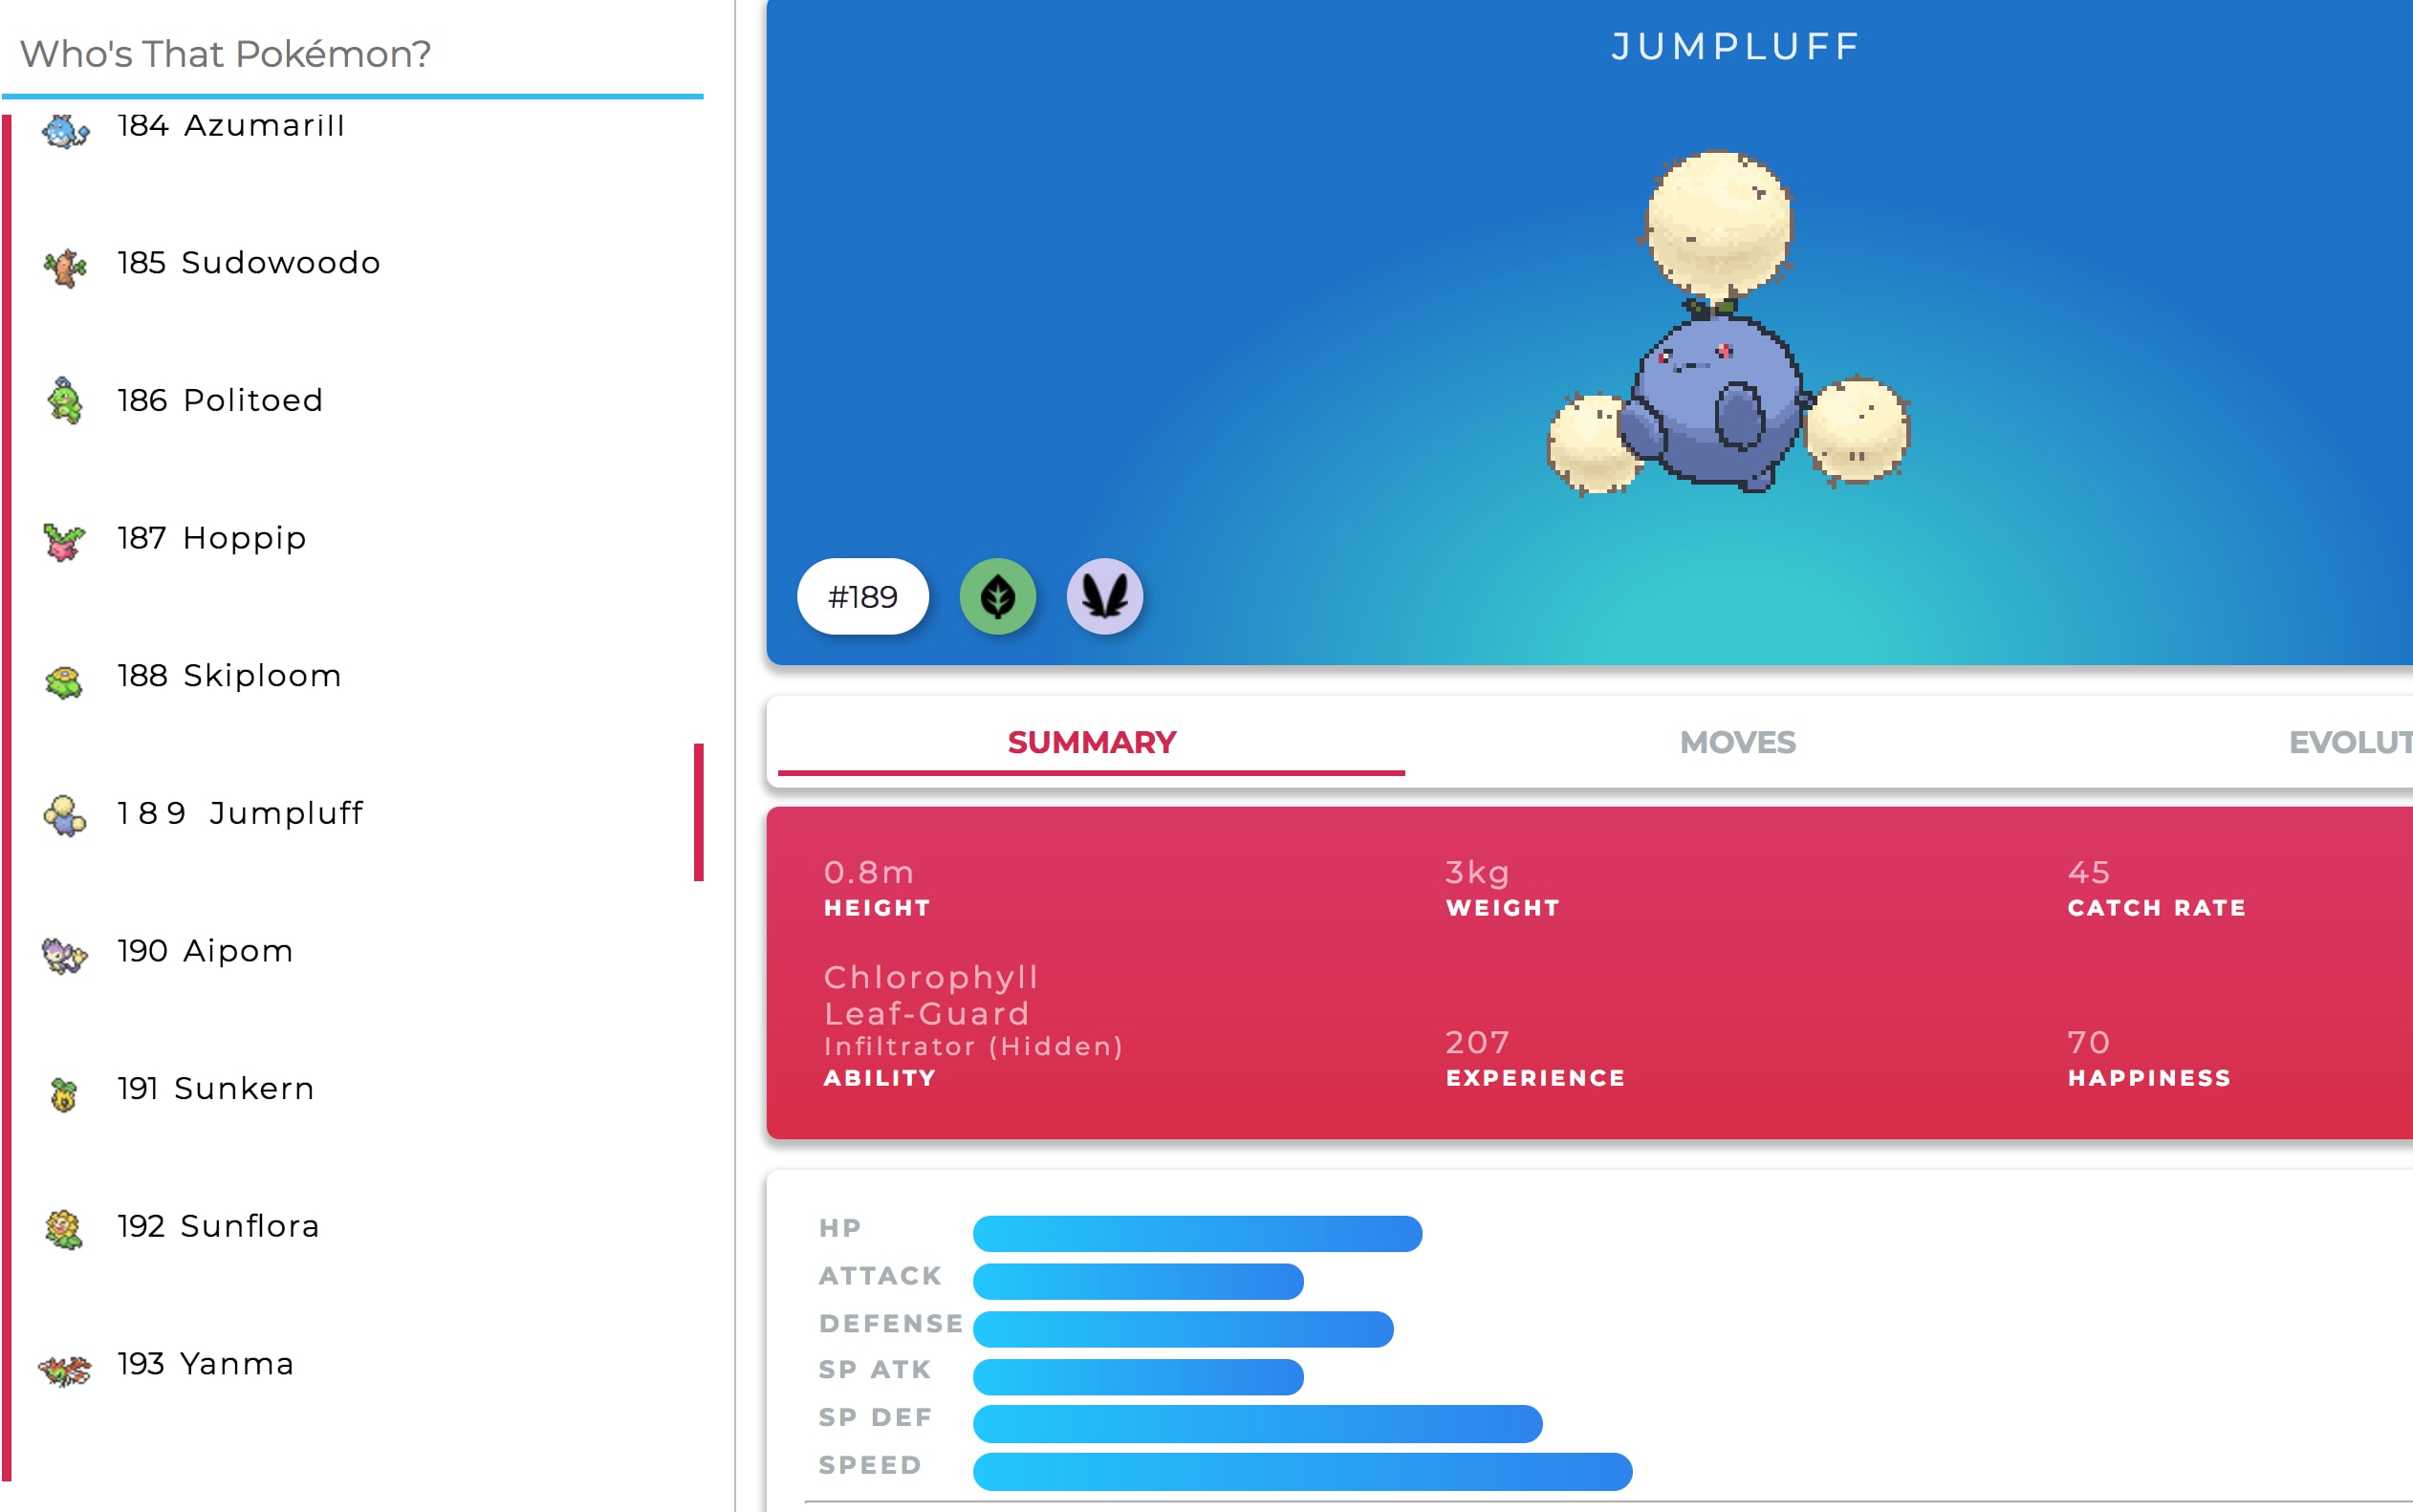 Who's That Pokémon?
184 Azumarill
185 Sudowoodo
186 Politoed
187 Hoppip
188 Skiploom
189 Jumpluff
190 Aipom
191 Sunkern
192 Sunflora
193 Yanma
JUMPLUFF
#189
SUMMARY MOVES EVOLUT
0.8m 3kg 45
HEIGHT WEIGHT CATCH RATE
Chlorophyll
Leaf-Guard
Infiltrator (Hidden) 207 70
ABILITY EXPERIENCE HAPPINESS
HP
ATTACK
DEFENSE
SP ATK
SP DEF
SPEED